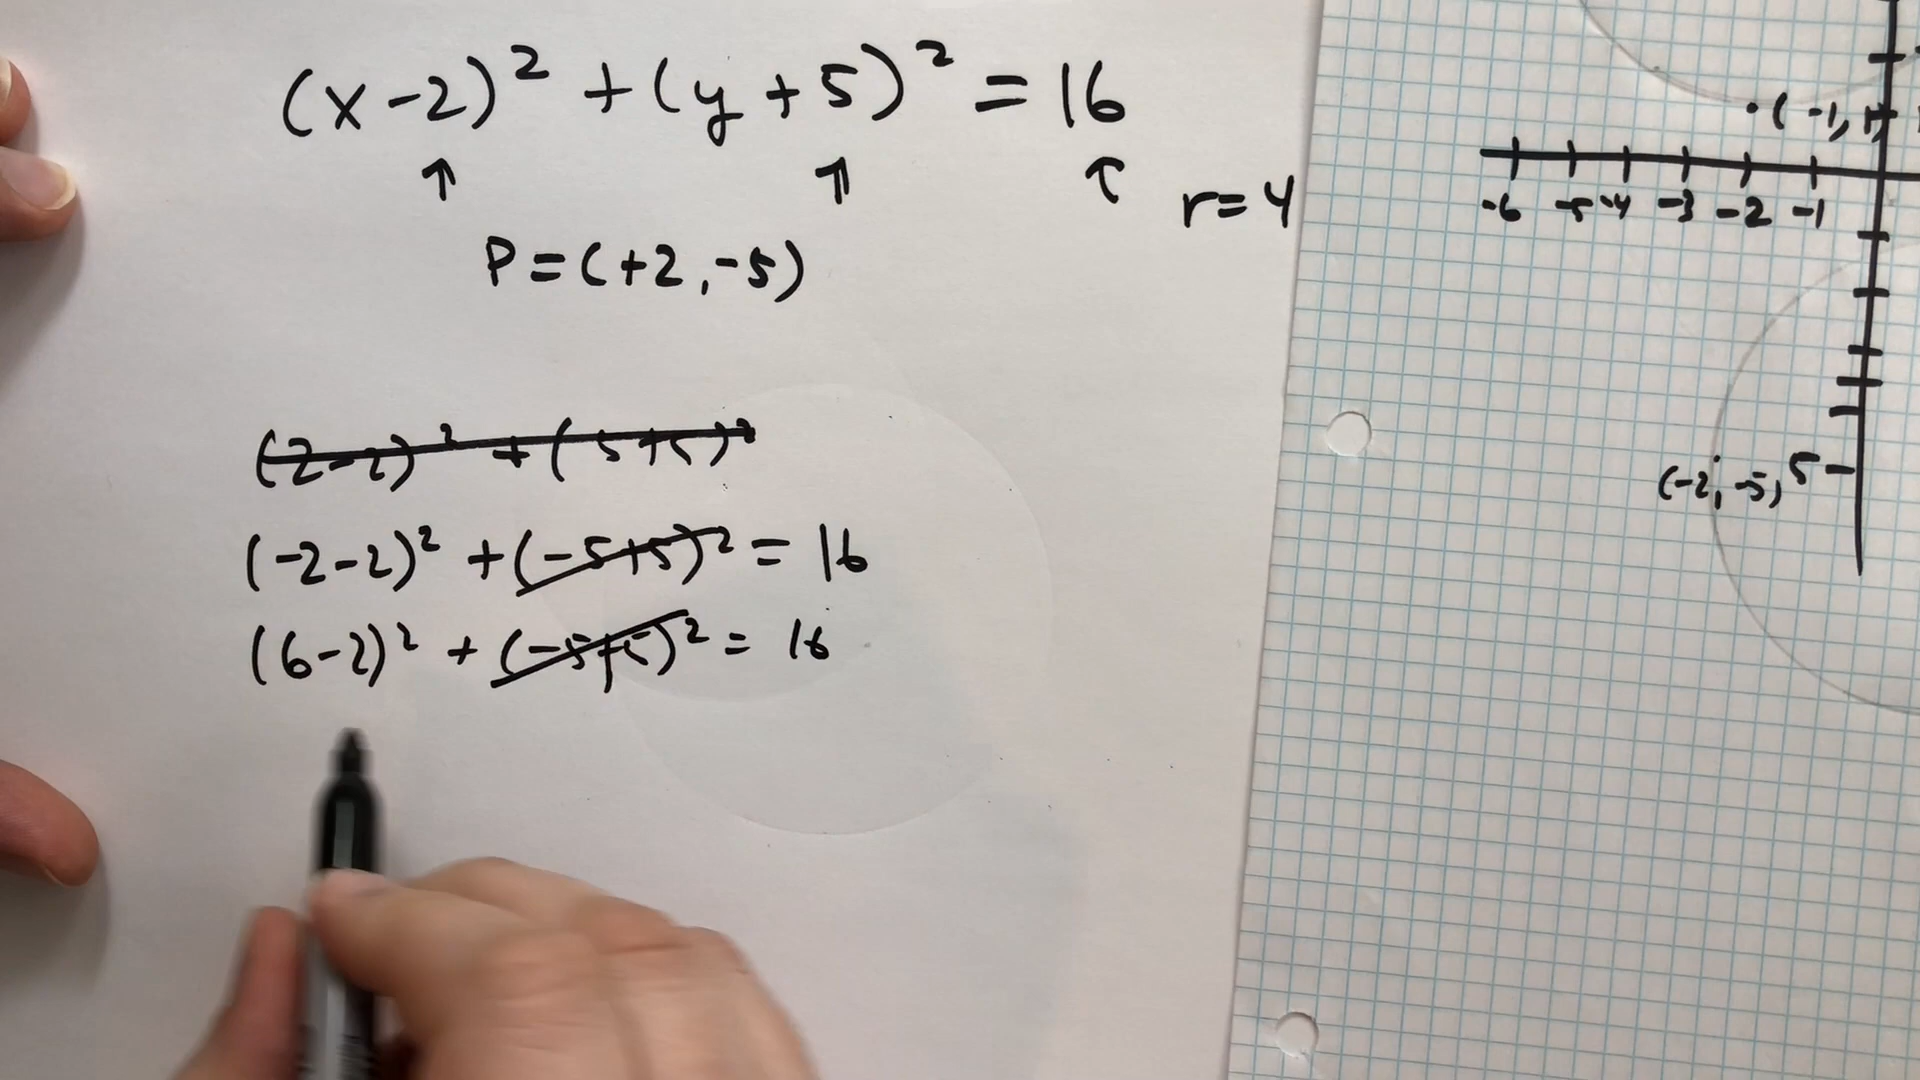 (x-2)² + (y+5)² = 16
↑ ↑ ↑
r=4
P=(+2,-5)
(2-2)² + (5+5)²
(-2-2)² + (-5+5)² = 16
(6-2)² + (-5+5)² = 16
(-1,1)
-6 -5 -4 -3 -2 -1
(-2,-5)
5